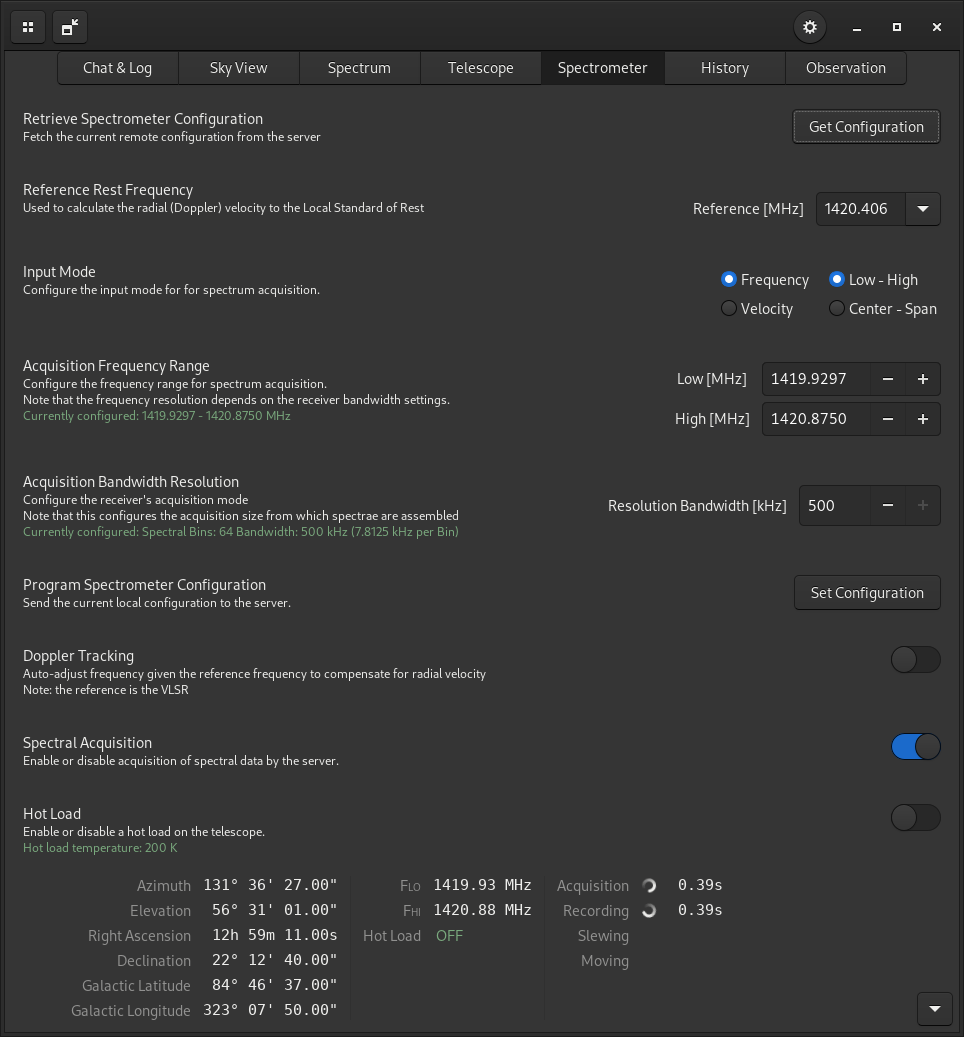 Chat & Log Sky View Spectrum Telescope Spectrometer History Observation
Retrieve Spectrometer Configuration
Fetch the current remote configuration from the server
Get Configuration
Reference Rest Frequency
Used to calculate the radial (Doppler) velocity to the Local Standard of Rest
Reference [MHz] 1420.406
Input Mode
Configure the input mode for for spectrum acquisition.
Frequency Low - High
Velocity Center - Span
Acquisition Frequency Range
Configure the frequency range for spectrum acquisition.
Note that the frequency resolution depends on the receiver bandwidth settings.
Currently configured: 1419.9297 - 1420.8750 MHz
Low [MHz] 1419.9297 − +
High [MHz] 1420.8750 − +
Acquisition Bandwidth Resolution
Configure the receiver's acquisition mode
Note that this configures the acquisition size from which spectrae are assembled
Currently configured: Spectral Bins: 64 Bandwidth: 500 kHz (7.8125 kHz per Bin)
Resolution Bandwidth [kHz] 500 − +
Program Spectrometer Configuration
Send the current local configuration to the server.
Set Configuration
Doppler Tracking
Auto-adjust frequency given the reference frequency to compensate for radial velocity
Note: the reference is the VLSR
Spectral Acquisition
Enable or disable acquisition of spectral data by the server.
Hot Load
Enable or disable a hot load on the telescope.
Hot load temperature: 200 K
Azimuth 131° 36' 27.00" FLO 1419.93 MHz Acquisition 0.39s
Elevation 56° 31' 01.00" FHI 1420.88 MHz Recording 0.39s
Right Ascension 12h 59m 11.00s Hot Load OFF Slewing
Declination 22° 12' 40.00" Moving
Galactic Latitude 84° 46' 37.00"
Galactic Longitude 323° 07' 50.00"